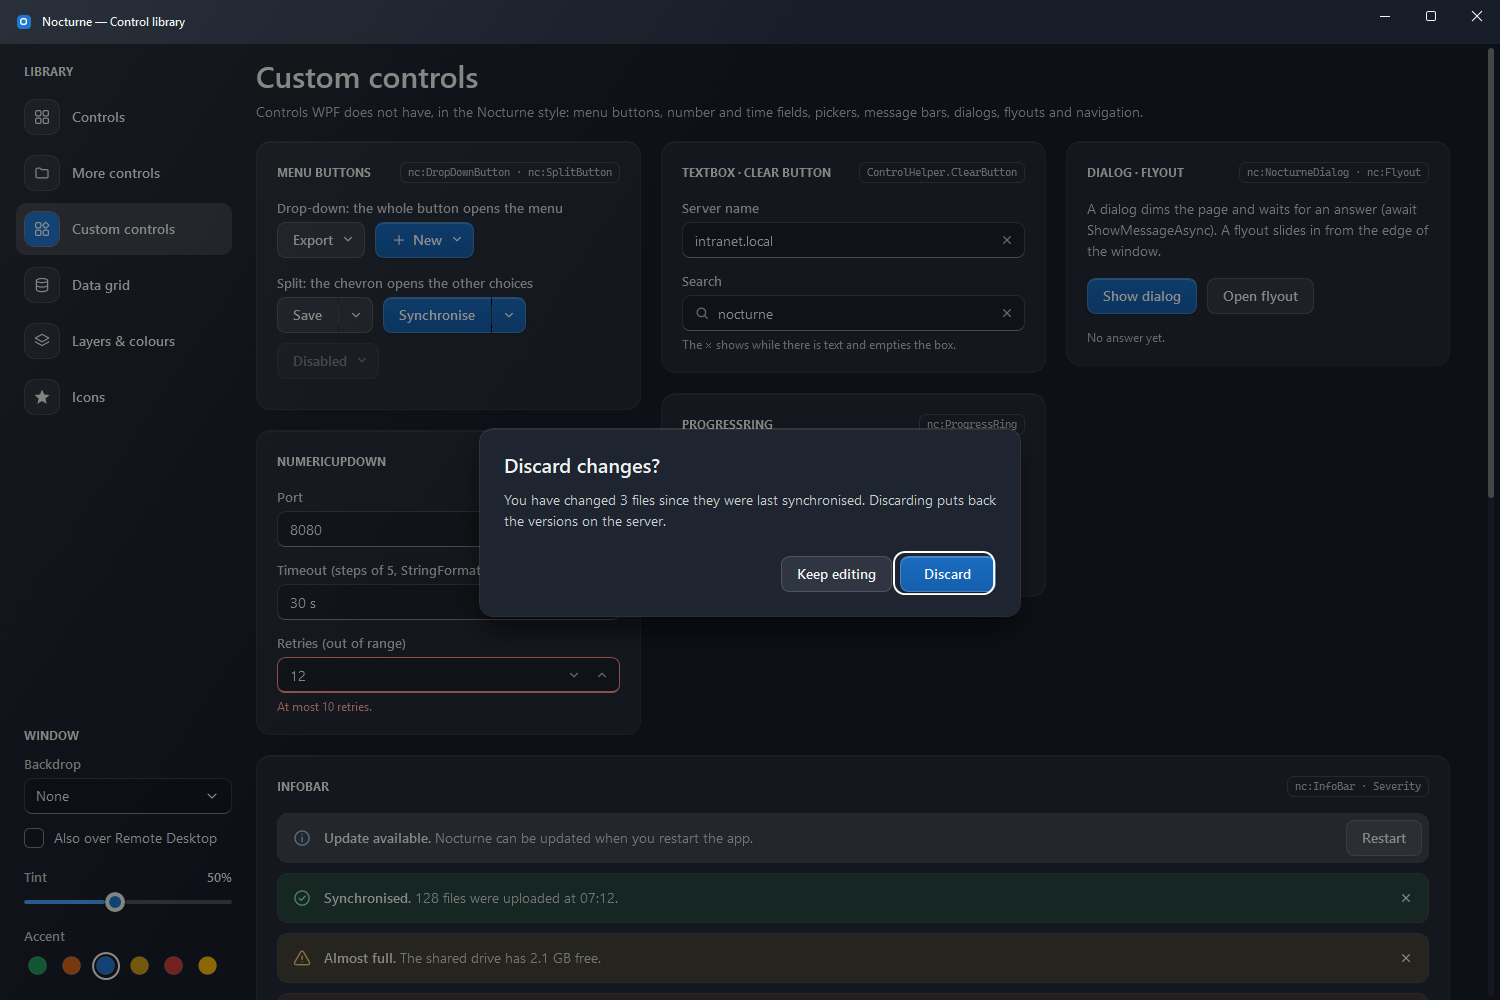 Nocturne — Control library
LIBRARY
Controls
More controls
Custom controls
Data grid
Layers & colours
Icons
WINDOW
Backdrop
None
Also over Remote Desktop
Tint
50%
Accent
Custom controls
Controls WPF does not have, in the Nocturne style: menu buttons, number and time fields, pickers, message bars, dialogs, flyouts and navigation.
MENU BUTTONS
nc:DropDownButton · nc:SplitButton
Drop-down: the whole button opens the menu
Export
New
Split: the chevron opens the other choices
Save
Synchronise
Disabled
TEXTBOX · CLEAR BUTTON
ControlHelper.ClearButton
Server name
intranet.local
Search
nocturne
The × shows while there is text and empties the box.
DIALOG · FLYOUT
nc:NocturneDialog · nc:Flyout
A dialog dims the page and waits for an answer (await
ShowMessageAsync). A flyout slides in from the edge of
the window.
Show dialog
Open flyout
No answer yet.
NUMERICUPDOWN
Port
8080
Timeout (steps of 5, StringFormat
30 s
Retries (out of range)
12
At most 10 retries.
PROGRESSRING
nc:ProgressRing
Discard changes?
You have changed 3 files since they were last synchronised. Discarding puts back
the versions on the server.
Keep editing
Discard
INFOBAR
nc:InfoBar · Severity
Update available. Nocturne can be updated when you restart the app.
Restart
Synchronised. 128 files were uploaded at 07:12.
Almost full. The shared drive has 2.1 GB free.